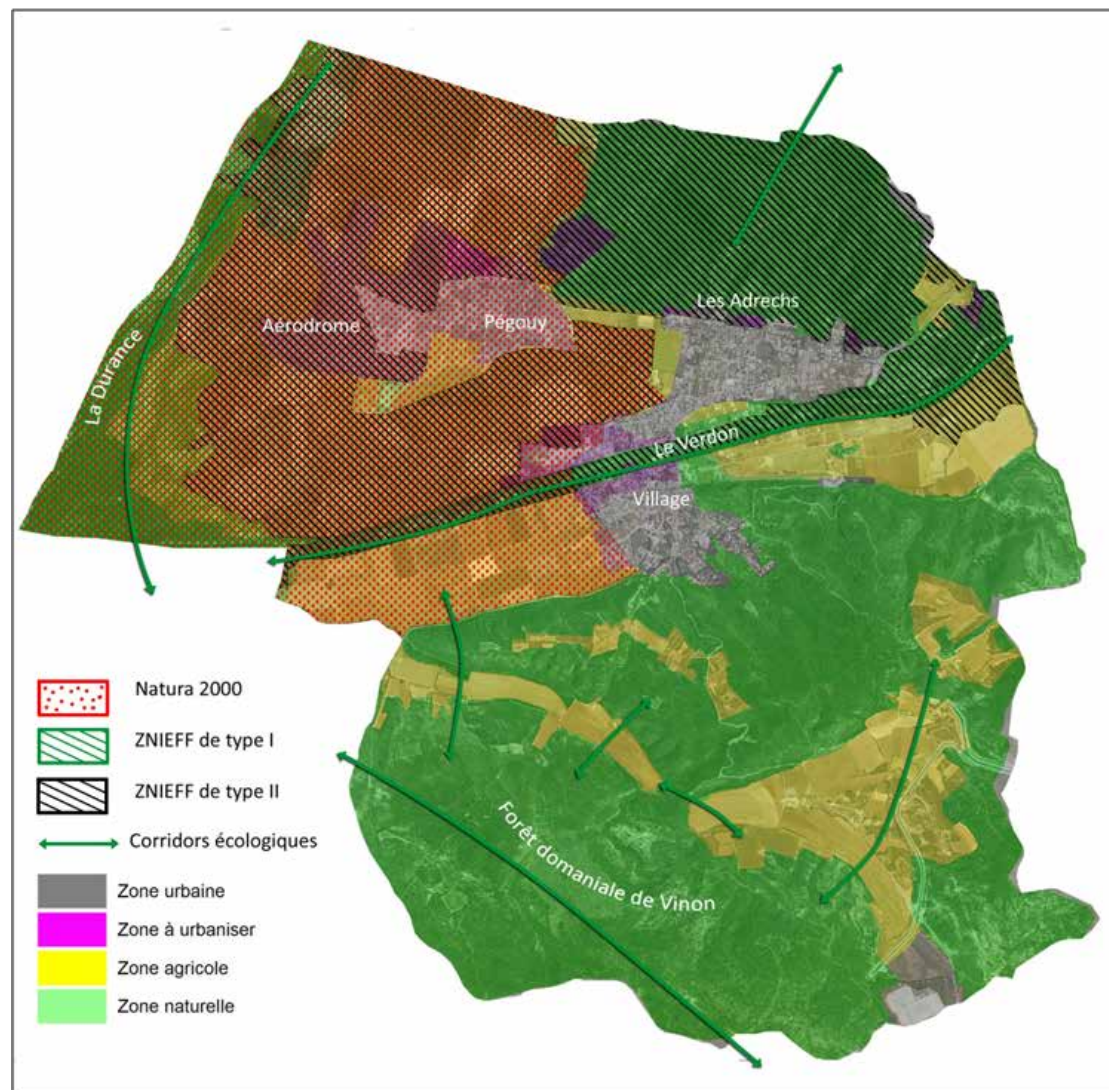 Les Adrechs
Aérodrome
Pégouy
La Durance
Le Verdon
Village
Forêt domaniale de Vinon
Natura 2000
ZNIEFF de type I
ZNIEFF de type II
Corridors écologiques
Zone urbaine
Zone à urbaniser
Zone agricole
Zone naturelle